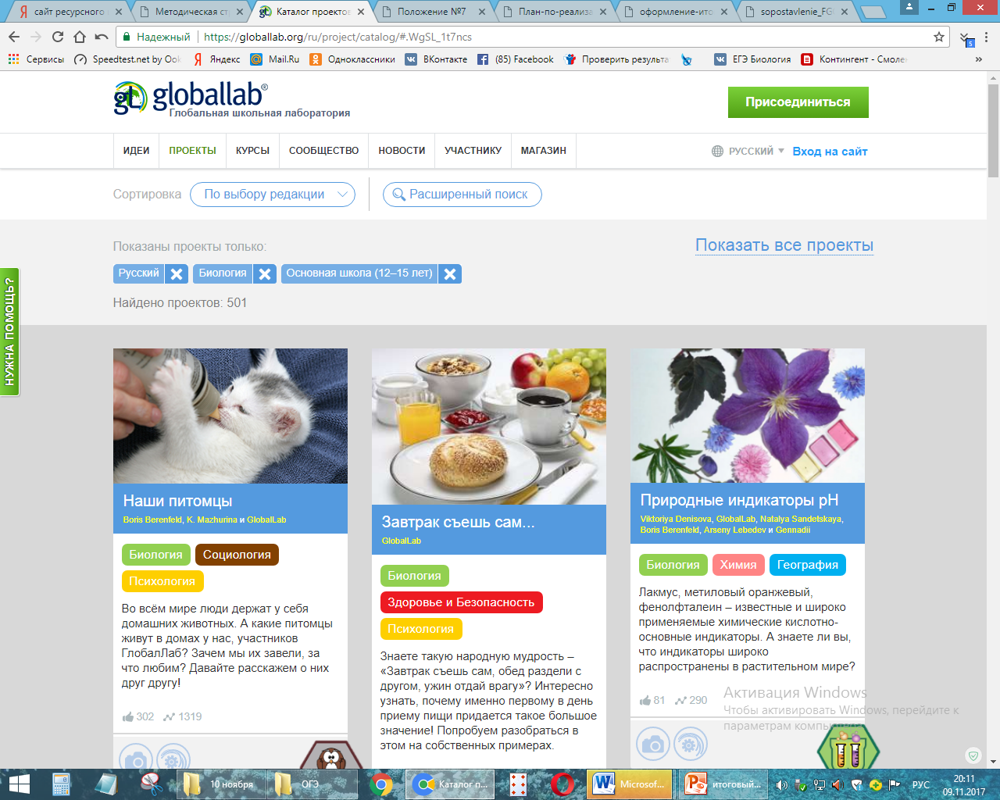 сайт ресурсного
Методическая ст
Каталог проектов
Положение №7
План-по-реализа
оформление-ито
sopostavlenie_FG
Надежный https://globallab.org/ru/project/catalog/#.WgSL_1t7ncs
Сервисы Speedtest.net by Ook Яндекс Mail.Ru Одноклассники ВКонтакте (85) Facebook Проверить результа ЕГЭ Биология Контингент - Смолен
globallab®
Глобальная школьная лаборатория
Присоединиться
ИДЕИ ПРОЕКТЫ КУРСЫ СООБЩЕСТВО НОВОСТИ УЧАСТНИКУ МАГАЗИН РУССКИЙ Вход на сайт
Сортировка По выбору редакции Расширенный поиск
Показаны проекты только: Показать все проекты
Русский Биология Основная школа (12–15 лет)
Найдено проектов: 501
НУЖНА ПОМОЩЬ?
Наши питомцы
Boris Berenfeld, K. Mazhurina и GlobalLab
Биология Социология
Психология
Во всём мире люди держат у себя
домашних животных. А какие питомцы
живут в домах у нас, участников
ГлобалЛаб? Зачем мы их завели, за
что любим? Давайте расскажем о них
друг другу!
302 1319
Завтрак съешь сам...
GlobalLab
Биология
Здоровье и Безопасность
Психология
Знаете такую народную мудрость –
«Завтрак съешь сам, обед раздели с
другом, ужин отдай врагу»? Интересно
узнать, почему именно первому в день
приему пищи придается такое большое
значение! Попробуем разобраться в
этом на собственных примерах.
Природные индикаторы pH
Viktoriya Denisova, GlobalLab, Natalya Sandetskaya,
Boris Berenfeld, Arseny Lebedev и Gennadii
Биология Химия География
Лакмус, метиловый оранжевый,
фенолфталеин – известные и широко
применяемые химические кислотно-
основные индикаторы. А знаете ли вы,
что индикаторы широко
распространены в растительном мире?
81 290
Активация Windows
Чтобы активировать Windows, перейдите к
параметрам компьютера.
10 ноября ОГЭ Каталог п... Microsof... итоговый... РУС 20:11
09.11.2017